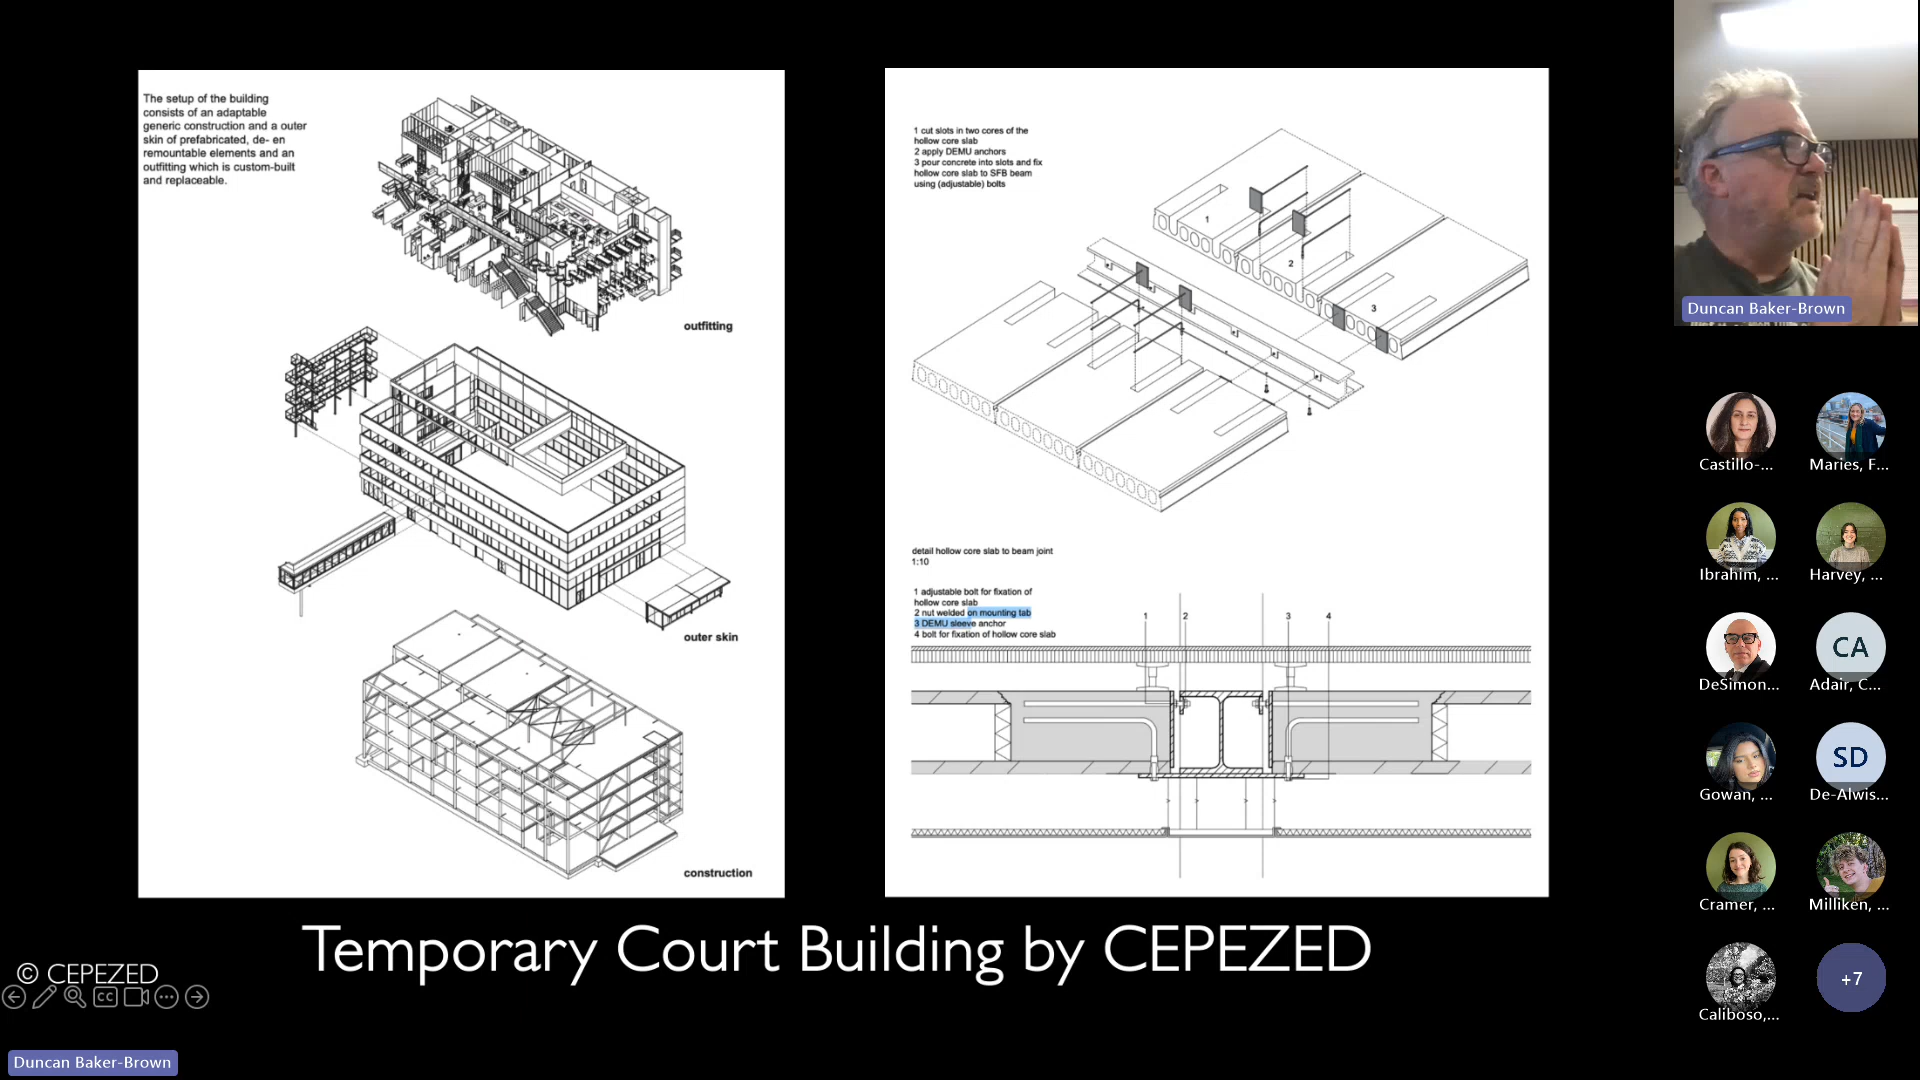 The setup of the building
consists of an adaptable
generic construction and a outer
skin of prefabricated, de- en
remountable elements and an
outfitting which is custom-built
and replaceable.
outfitting
outer skin
construction
1 cut slots in two cores of the
hollow core slab
2 apply DEMU anchors
3 pour concrete into slots and fix
hollow core slab to SFB beam
using (adjustable) bolts
1
2
3
detail hollow core slab to beam joint
1:10
1 adjustable bolt for fixation of
hollow core slab
2 nut welded on mounting tab
3 DEMU sleeve anchor
4 bolt for fixation of hollow core slab
1 2 3 4
Temporary Court Building by CEPEZED
© CEPEZED
CC
Duncan Baker-Brown
Duncan Baker-Brown
Castillo-...
Maries, F...
Ibrahim, ...
Harvey, ...
DeSimon...
CA
Adair, C...
Gowan, ...
SD
De-Alwis...
Cramer, ...
Milliken, ...
Caliboso,...
+7